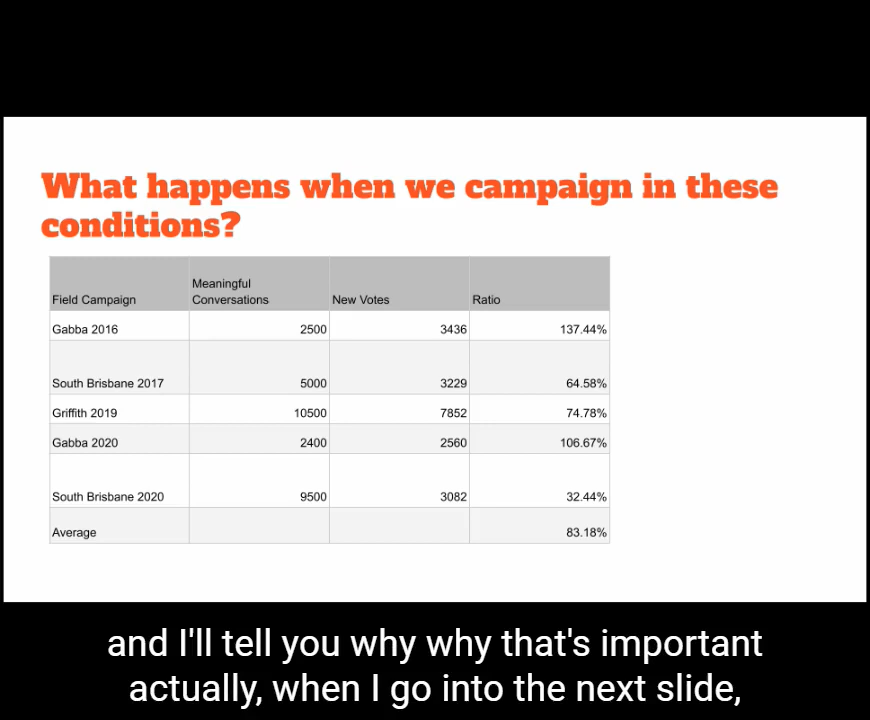 What happens when we campaign in these
conditions?
Field Campaign Meaningful Conversations New Votes Ratio
Gabba 2016 2500 3436 137.44%
South Brisbane 2017 5000 3229 64.58%
Griffith 2019 10500 7852 74.78%
Gabba 2020 2400 2560 106.67%
South Brisbane 2020 9500 3082 32.44%
Average 83.18%
and I'll tell you why why that's important
actually, when I go into the next slide,